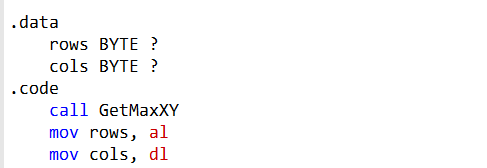 .data
    rows BYTE ?
    cols BYTE ?
.code
    call GetMaxXY
    mov rows, al
    mov cols, dl